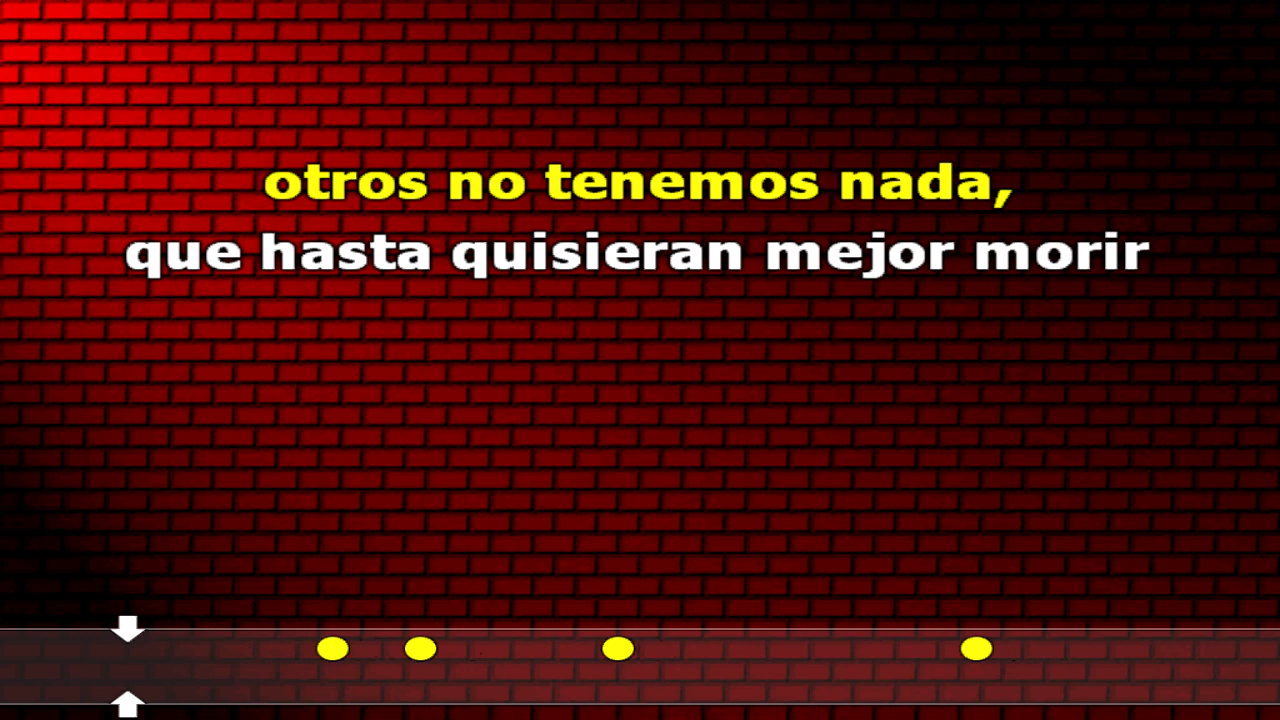 otros no tenemos nada,
que hasta quisieran mejor morir